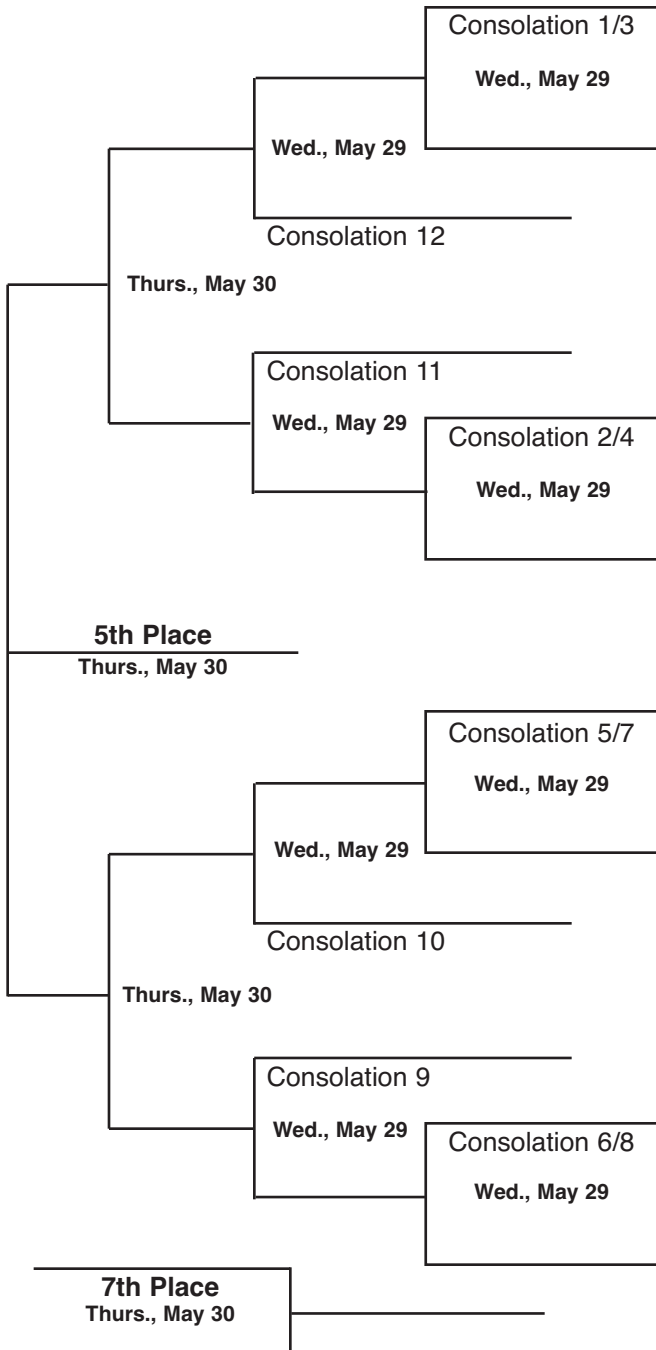 Consolation 1/3
Wed., May 29
Wed., May 29
Consolation 12
Thurs., May 30
Consolation 11
Wed., May 29
Consolation 2/4
Wed., May 29
5th Place
Thurs., May 30
Consolation 5/7
Wed., May 29
Wed., May 29
Consolation 10
Thurs., May 30
Consolation 9
Wed., May 29
Consolation 6/8
Wed., May 29
7th Place
Thurs., May 30